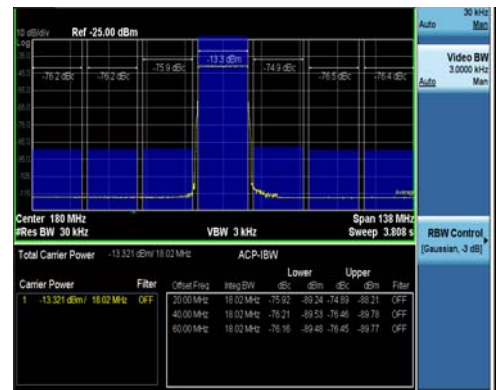 10 dB/div Ref -25.00 dBm
Log
-13.3 dBm
-76.2 dBc -76.2 dBc -75.9 dBc -74.9 dBc -76.5 dBc -76.4 dBc
Average
Center 180 MHz Span 138 MHz
#Res BW 30 kHz VBW 3 kHz Sweep 3.808 s
Total Carrier Power -13.321 dBm/ 18.02 MHz ACP-IBW
Lower Upper
Carrier Power Filter Offset Freq Integ BW dBc dBm dBc dBm Filter
1 -13.321 dBm / 18.02 MHz OFF 20.00 MHz 18.02 MHz -75.92 -89.24 -74.89 -88.21 OFF
40.00 MHz 18.02 MHz -76.21 -89.53 -76.46 -89.78 OFF
60.00 MHz 18.02 MHz -76.16 -89.48 -76.45 -89.77 OFF
30 kHz
Auto Man
Video BW
3.0000 kHz
Auto Man
RBW Control
[Gaussian, -3 dB]